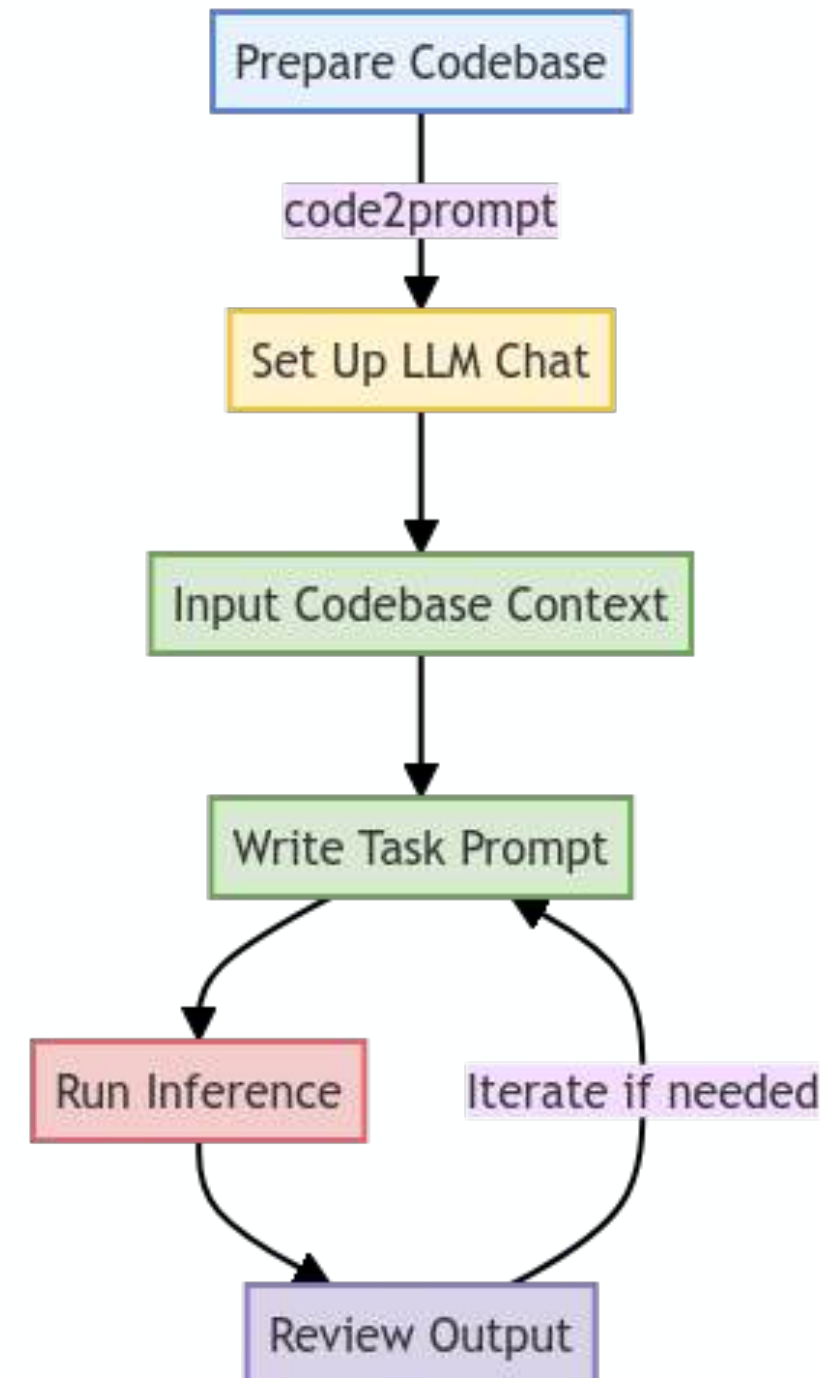 Prepare Codebase
code2prompt
Set Up LLM Chat
Input Codebase Context
Write Task Prompt
Run Inference
Iterate if needed
Review Output